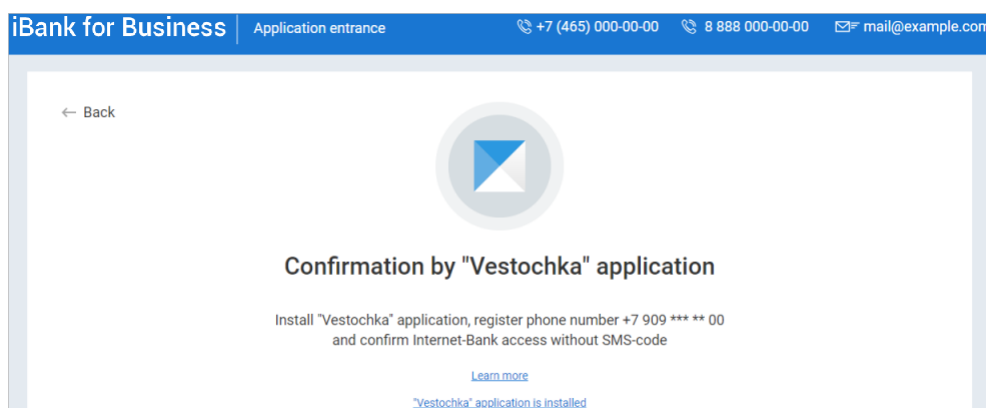 iBank for Business
Application entrance
+7 (465) 000-00-00
8 888 000-00-00
mail@example.com
Back
Confirmation by "Vestochka" application
Install "Vestochka" application, register phone number +7 909 *** ** 00
and confirm Internet-Bank access without SMS-code
Learn more
"Vestochka" application is installed